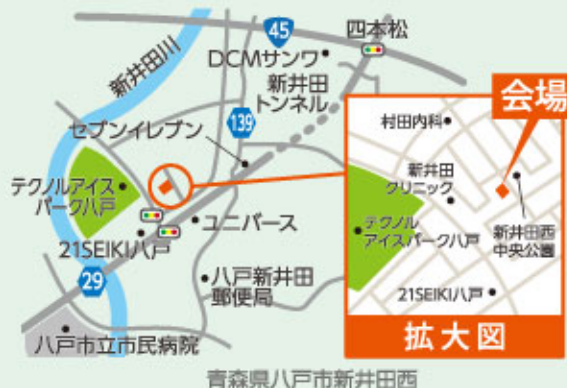 45
四本松
DCMサンワ
新井田川
新井田
トンネル
139
セブンイレブン
テクノルアイス
パーク八戸
ユニバース
21SEIKI八戸
29
八戸新井田
郵便局
八戸市立市民病院
会場
村田内科
新井田
クリニック
テクノル
アイスパーク八戸
新井田西
中央公園
21SEIKI八戸
拡大図
青森県八戸市新井田西